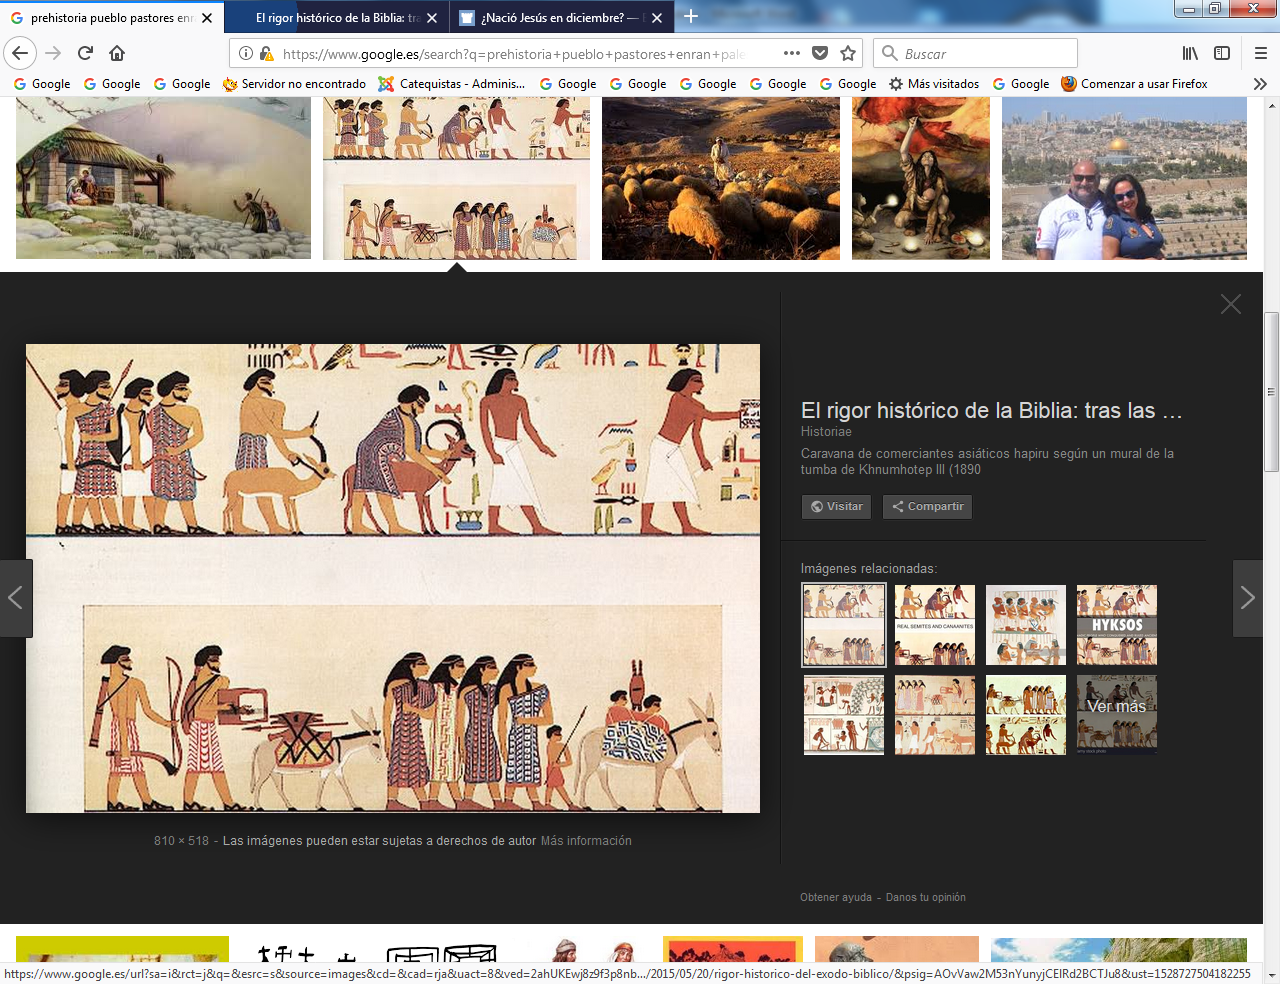 prehistoria pueblo pastores enra
El rigor histórico de la Biblia: tra
¿Nació Jesús en diciembre? —
https://www.google.es/search?q=prehistoria+pueblo+pastores+enran+pale
Buscar
Google
Google
Google
Servidor no encontrado
Catequistas - Adminis...
Google
Google
Google
Google
Google
Más visitados
Google
Comenzar a usar Firefox
El rigor histórico de la Biblia: tras las ...
Historiae
Caravana de comerciantes asiáticos hapiru según un mural de la
tumba de Khnumhotep III (1890
Visitar
Compartir
Imágenes relacionadas:
REAL SEMITES AND CANAANITES
HYKSOS
Ver más
810 × 518 - Las imágenes pueden estar sujetas a derechos de autor Más información
Obtener ayuda - Danos tu opinión
https://www.google.es/url?sa=i&rct=j&q=&esrc=s&source=images&cd=&cad=rja&uact=8&ved=2ahUKEwj8z9f3p8nb.../2015/05/20/rigor-historico-del-exodo-biblico/&psig=AOvVaw2M53nYunyjCEIRd2BCTJu8&ust=1528727504182255